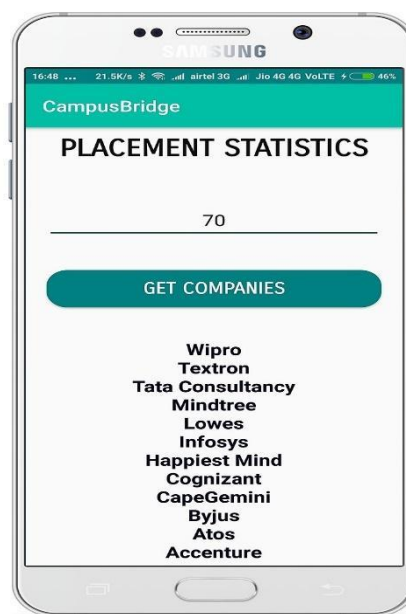 SAMSUNG
16:48 ... 21.5K/s airtel 3G Jio 4G 4G VoLTE 46%
CampusBridge
PLACEMENT STATISTICS
70
GET COMPANIES
Wipro
Textron
Tata Consultancy
Mindtree
Lowes
Infosys
Happiest Mind
Cognizant
CapeGemini
Byjus
Atos
Accenture